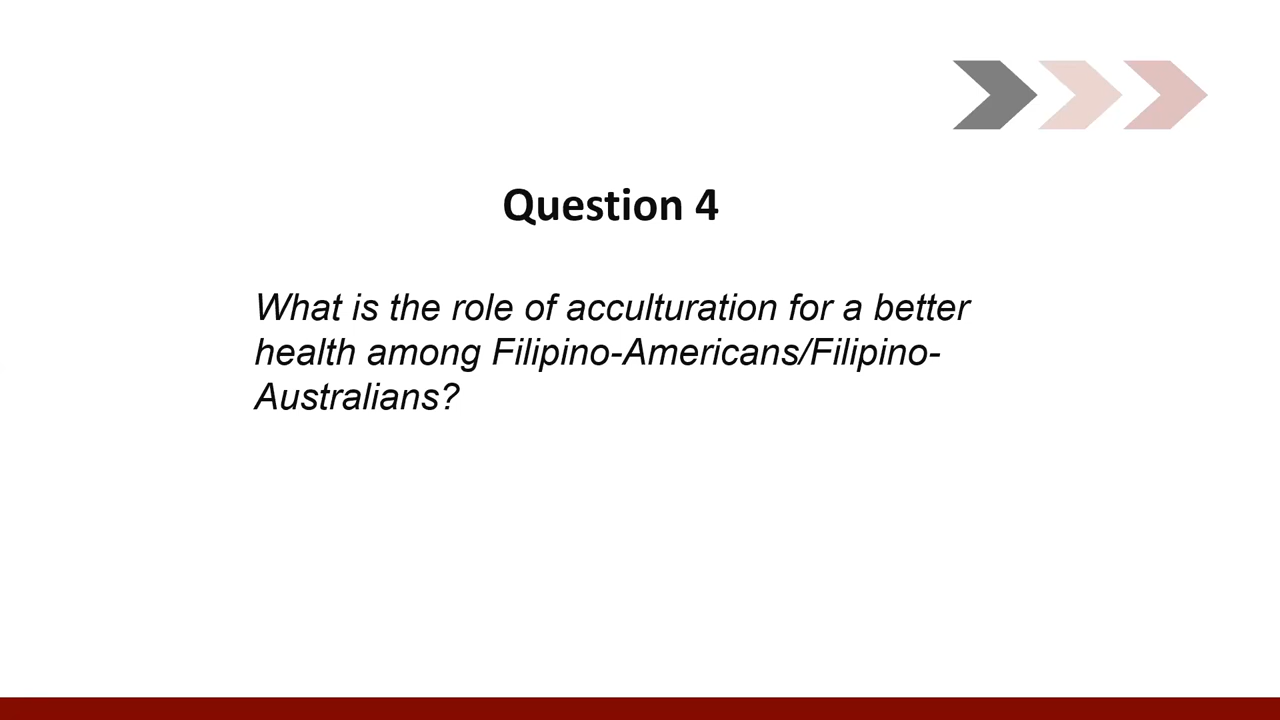 Question 4
What is the role of acculturation for a better
health among Filipino-Americans/Filipino-
Australians?